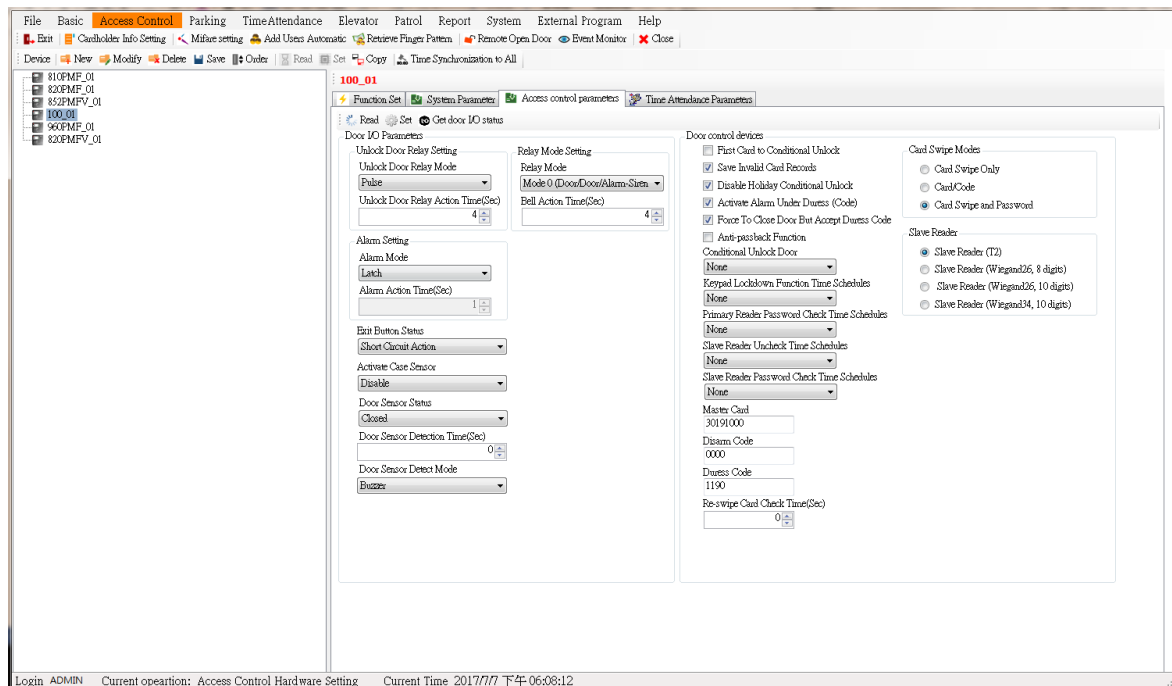 File Basic Access Control Parking TimeAttendance Elevator Patrol Report System External Program Help
Exit Cardholder Info Setting Mifare setting Add Users Automatic Retrieve Finger Pattern Remote Open Door Event Monitor Close
Device New Modify Delete Save Order Read Set Copy Time Synchronization to All
810PMF_01
820PMF_01
852PMFV_01
100_01
960PMF_01
820PMFV_01
100_01
Function Set System Parameter Access control parameters Time Attendance Parameters
Read Set Get door I/O status
Door I/O Parameters
Unlock Door Relay Setting
Unlock Door Relay Mode
Pulse
Unlock Door Relay Action Time(Sec)
4
Relay Mode Setting
Relay Mode
Mode 0 (Door/Door/Alarm-Siren
Bell Action Time(Sec)
4
Alarm Setting
Alarm Mode
Latch
Alarm Action Time(Sec)
1
Exit Button Status
Short Circuit Action
Activate Case Sensor
Disable
Door Sensor Status
Closed
Door Sensor Detection Time(Sec)
0
Door Sensor Detect Mode
Buzzer
Door control devices
First Card to Conditional Unlock
Save Invalid Card Records
Disable Holiday Conditional Unlock
Activate Alarm Under Duress (Code)
Force To Close Door But Accept Duress Code
Anti-passback Function
Conditional Unlock Door
None
Keypad Lockdown Function Time Schedules
None
Primary Reader Password Check Time Schedules
None
Slave Reader Uncheck Time Schedules
None
Slave Reader Password Check Time Schedules
None
Master Card
30191000
Disarm Code
0000
Duress Code
1190
Re-swipe Card Check Time(Sec)
0
Card Swipe Modes
Card Swipe Only
Card/Code
Card Swipe and Password
Slave Reader
Slave Reader (T2)
Slave Reader (Wiegand26, 8 digits)
Slave Reader (Wiegand26, 10 digits)
Slave Reader (Wiegand34, 10 digits)
Login ADMIN Current opeartion: Access Control Hardware Setting Current Time 2017/7/7 下午 06:08:12